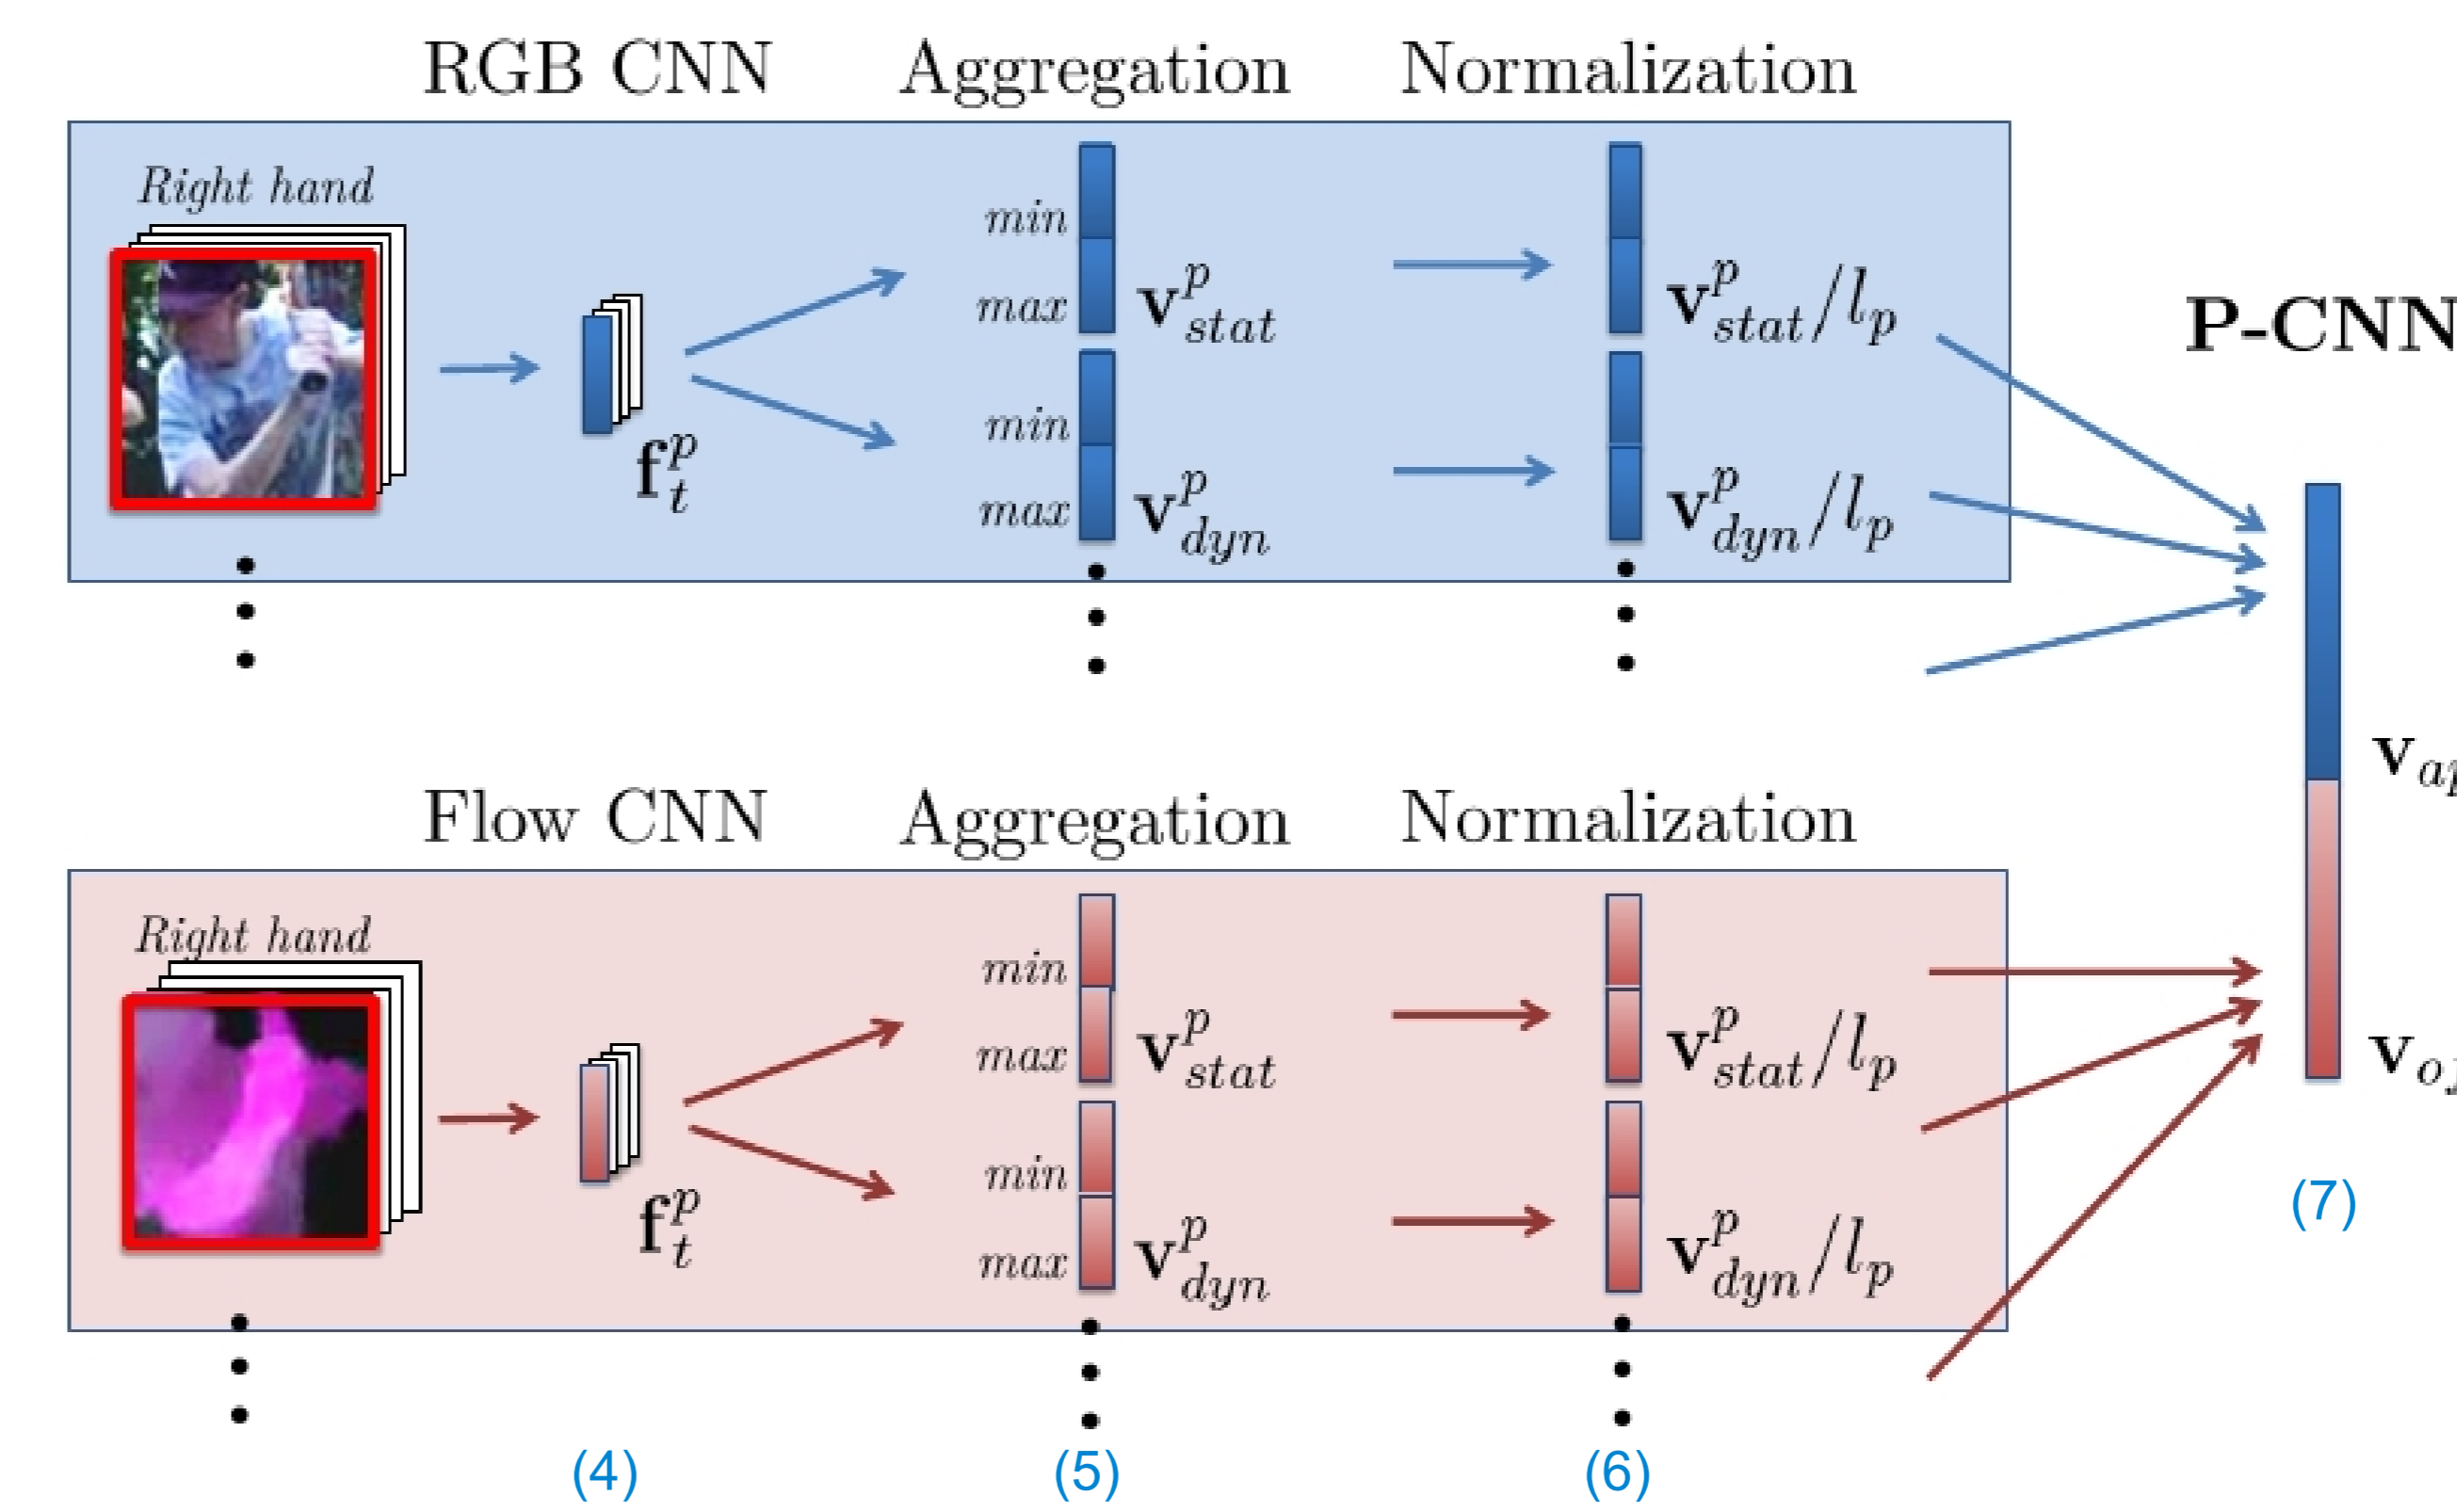 RGB CNN Aggregation Normalization
Right hand
min
max
v^p_stat
v^p_stat/l_p
f^p_t
min
max
v^p_dyn
v^p_dyn/l_p
P-CNN
v_ap
Flow CNN Aggregation Normalization
Right hand
min
max
v^p_stat
v^p_stat/l_p
f^p_t
min
max
v^p_dyn
v^p_dyn/l_p
(7)
(4) (5) (6)